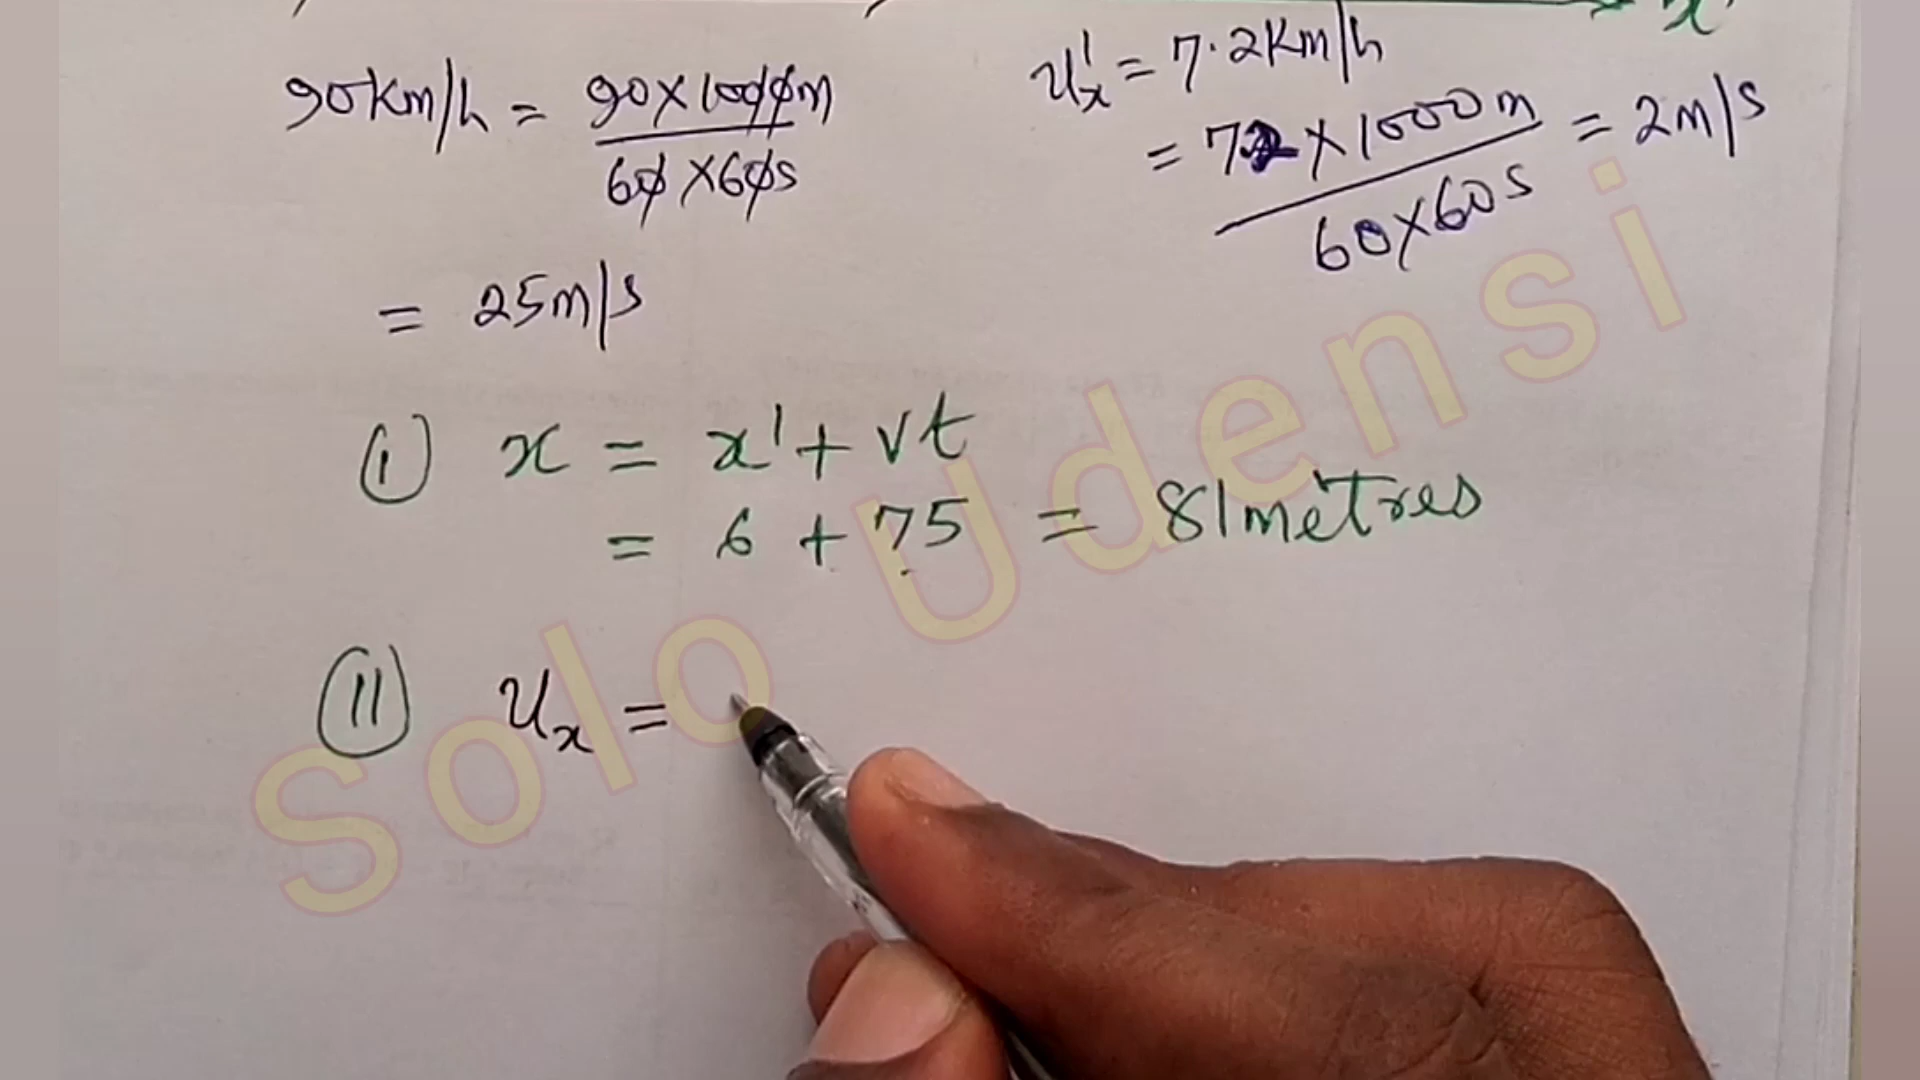 x'
90Km/h = 90 x 1000m / 60 x 60s
= 25m/s
u'x = 7.2Km/h
= 72 x 1000m / 60 x 60s = 2m/s
(I) x = x' + vt
= 6 + 75 = 81metres
(II) Ux =
Solo Udensi